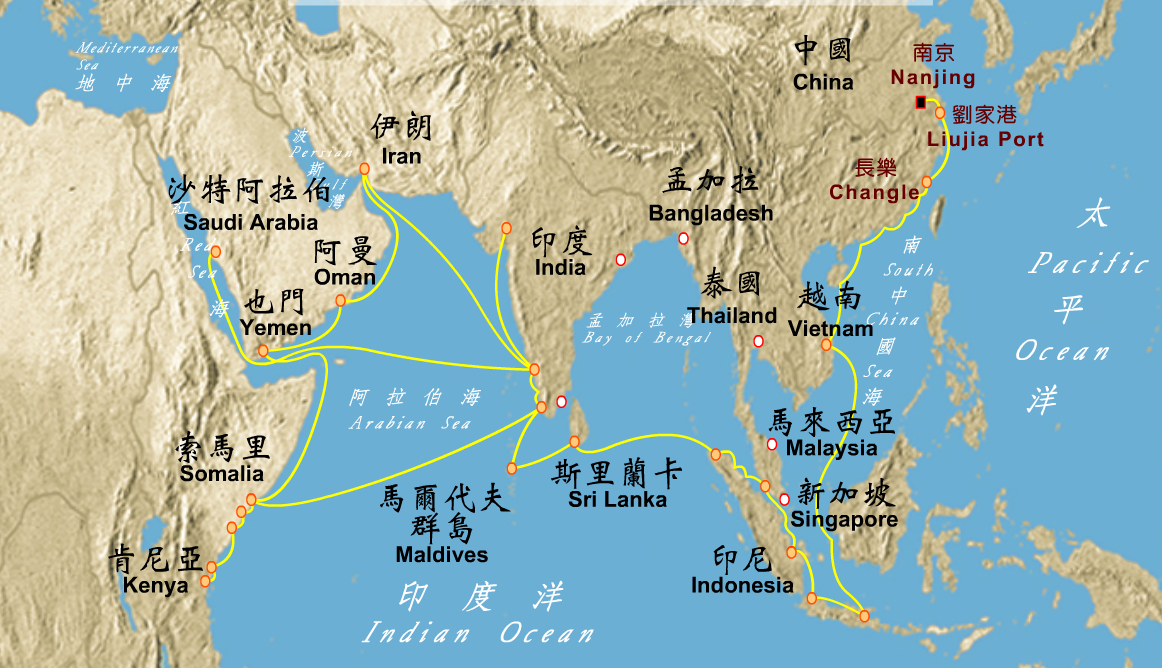 Mediterranean
Sea
地中海
中國
China
南京
Nanjing
劉家港
Liujia Port
長樂
Changle
伊朗
Iran
波
Persian
斯
Gulf
灣
沙特阿拉伯
Saudi Arabia
紅
Red
Sea
海
阿曼
Oman
也門
Yemen
孟加拉
Bangladesh
印度
India
泰國
Thailand
越南
Vietnam
孟加拉灣
Bay of Bengal
南
South
中
China
國
Sea
海
太
Pacific
平
Ocean
洋
阿拉伯海
Arabian Sea
索馬里
Somalia
馬來西亞
Malaysia
馬爾代夫
群島
Maldives
斯里蘭卡
Sri Lanka
新加坡
Singapore
肯尼亞
Kenya
印尼
Indonesia
印度洋
Indian Ocean